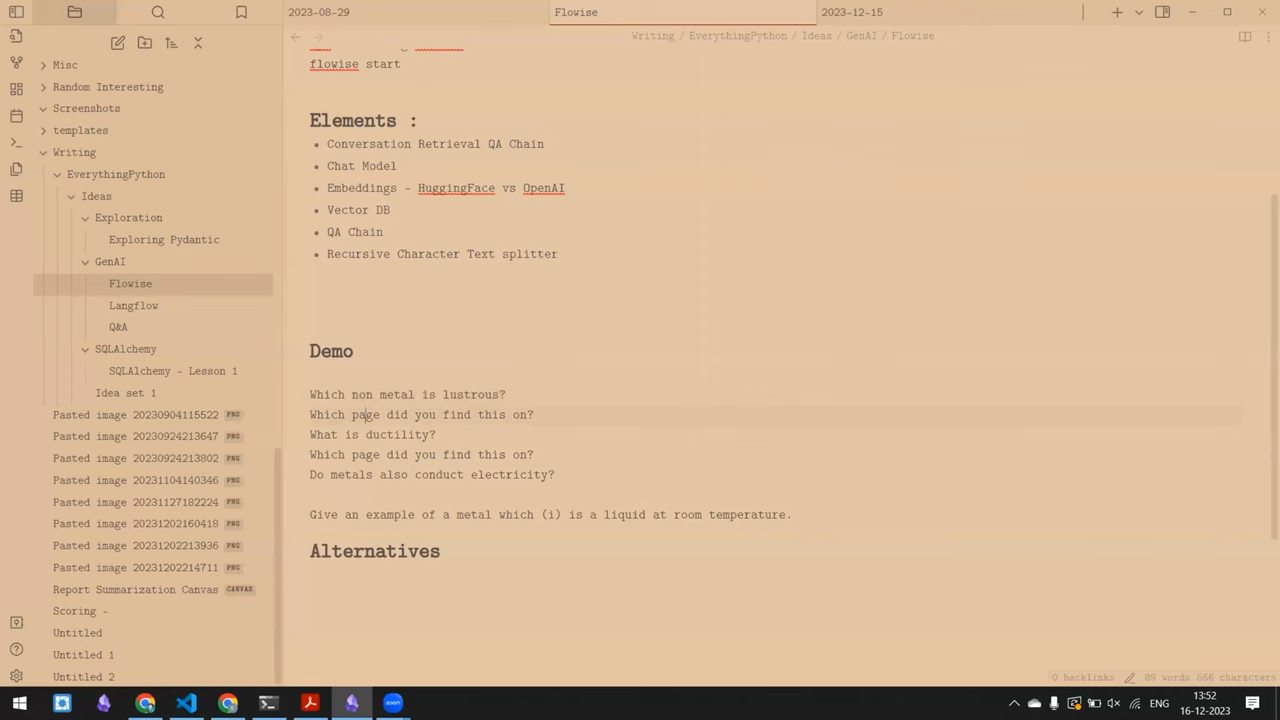 2023-08-29
Flowise
2023-12-15
Writing / EverythingPython / Ideas / GenAI / Flowise
Misc
Random Interesting
Screenshots
templates
Writing
EverythingPython
Ideas
Exploration
Exploring Pydantic
GenAI
Flowise
Langflow
Q&A
SQLAlchemy
SQLAlchemy - Lesson 1
Idea set 1
Pasted image 20230904115522 PNG
Pasted image 20230924213647 PNG
Pasted image 20230924213802 PNG
Pasted image 20231104140346 PNG
Pasted image 20231127182224 PNG
Pasted image 20231202160418 PNG
Pasted image 20231202213936 PNG
Pasted image 20231202214711 PNG
Report Summarization Canvas CANVAS
Scoring -
Untitled
Untitled 1
Untitled 2
flowise start
Elements :
• Conversation Retrieval QA Chain
• Chat Model
• Embeddings - HuggingFace vs OpenAI
• Vector DB
• QA Chain
• Recursive Character Text splitter
Demo
Which non metal is lustrous?
Which page did you find this on?
What is ductility?
Which page did you find this on?
Do metals also conduct electricity?
Give an example of a metal which (i) is a liquid at room temperature.
Alternatives
0 backlinks 89 words 566 characters
zoom
ENG
13:52
16-12-2023